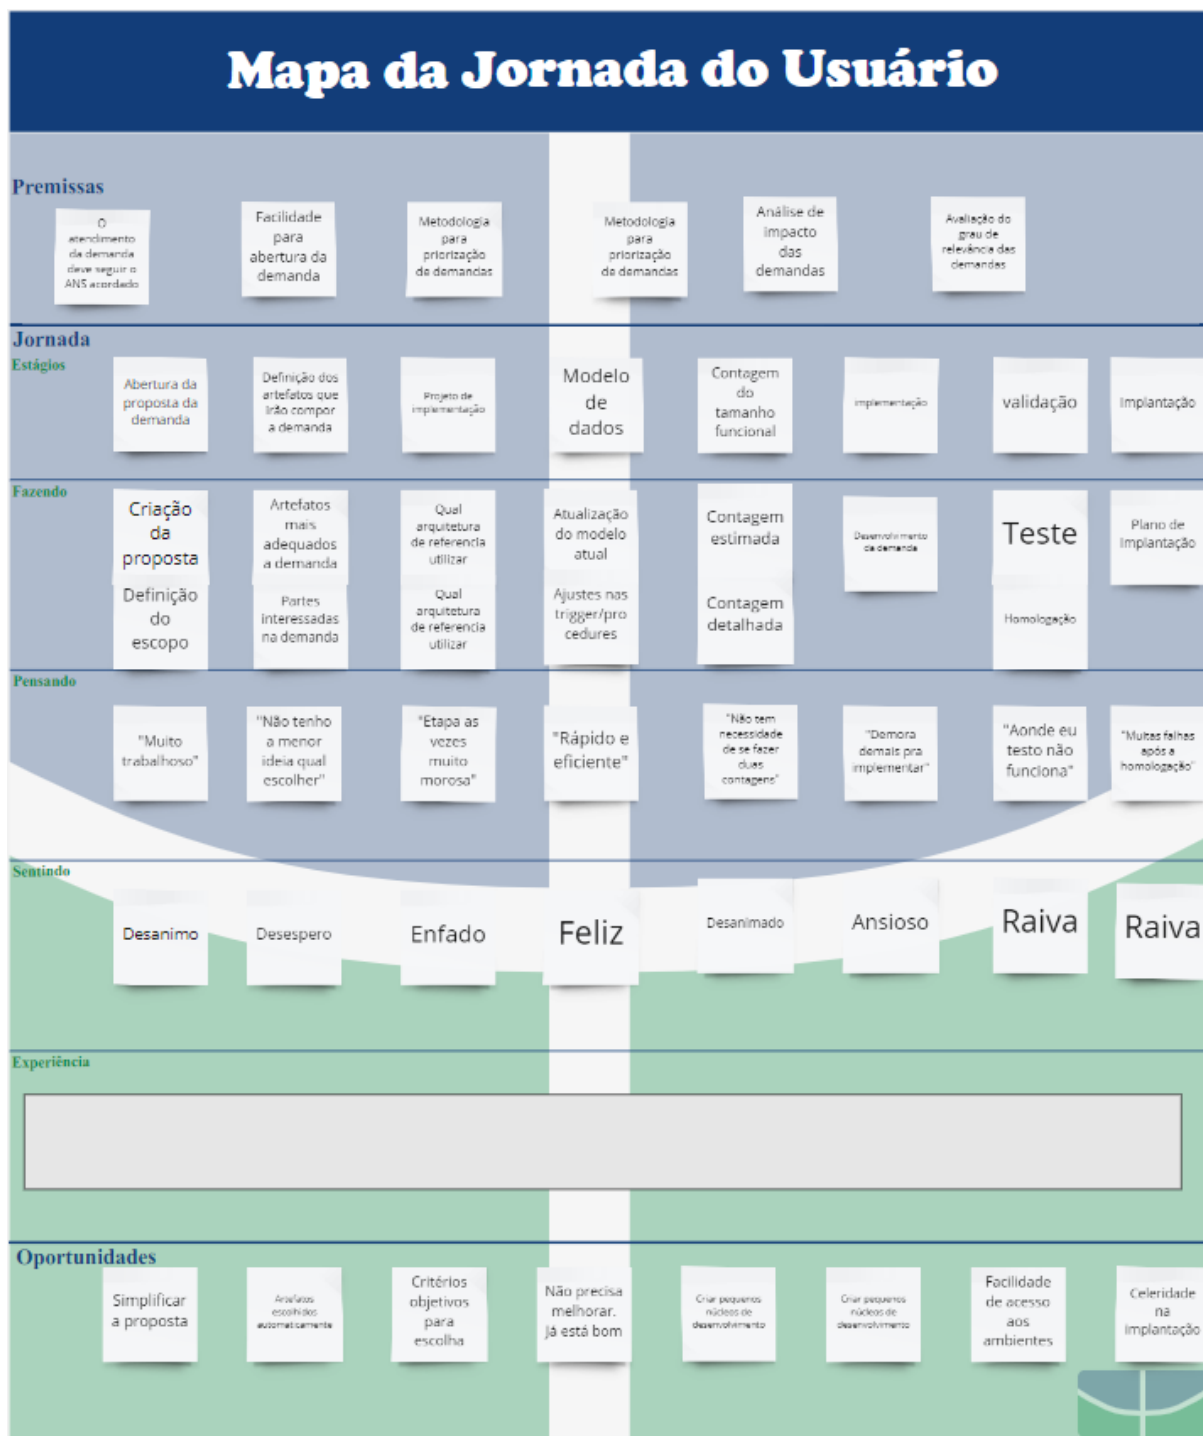 Mapa da Jornada do Usuário
Premissas
O
atendimento
da demanda
deve seguir o
ANS acordado
Facilidade
para
abertura da
demanda
Metodologia
para
priorização
de demandas
Metodologia
para
priorização
de demandas
Análise de
impacto
das
demandas
Avaliação do
grau de
relevância das
demandas
Jornada
Estágios
Abertura da
proposta da
demanda
Definição dos
artefatos que
irão compor
a demanda
Projeto de
implementação
Modelo
de
dados
Contagem
do
tamanho
funcional
implementação
validação
Implantação
Fazendo
Criação
da
proposta
Artefatos
mais
adequados
a demanda
Qual
arquitetura
de referencia
utilizar
Atualização
do modelo
atual
Contagem
estimada
Desenvolvimento
da demanda
Teste
Plano de
Implantação
Definição
do
escopo
Partes
interessadas
na demanda
Qual
arquitetura
de referencia
utilizar
Ajustes nas
trigger/pro
cedures
Contagem
detalhada
Homologação
Pensando
"Muito
trabalhoso"
"Não tenho
a menor
ideia qual
escolher"
"Etapa as
vezes
muito
morosa"
"Rápido e
eficiente"
"Não tem
necessidade
de se fazer
duas
contagens"
"Demora
demais pra
implementar"
"Aonde eu
testo não
funciona"
"Muitas falhas
após a
homologação"
Sentindo
Desanimo
Desespero
Enfado
Feliz
Desanimado
Ansioso
Raiva
Raiva
Experiência
Oportunidades
Simplificar
a proposta
Artefatos
escolhidos
automaticamente
Critérios
objetivos
para
escolha
Não precisa
melhorar.
Já está bom
Criar pequenos
núcleos de
desenvolvimento
Criar pequenos
núcleos de
desenvolvimento
Facilidade
de acesso
aos
ambientes
Celeridade
na
Implantação